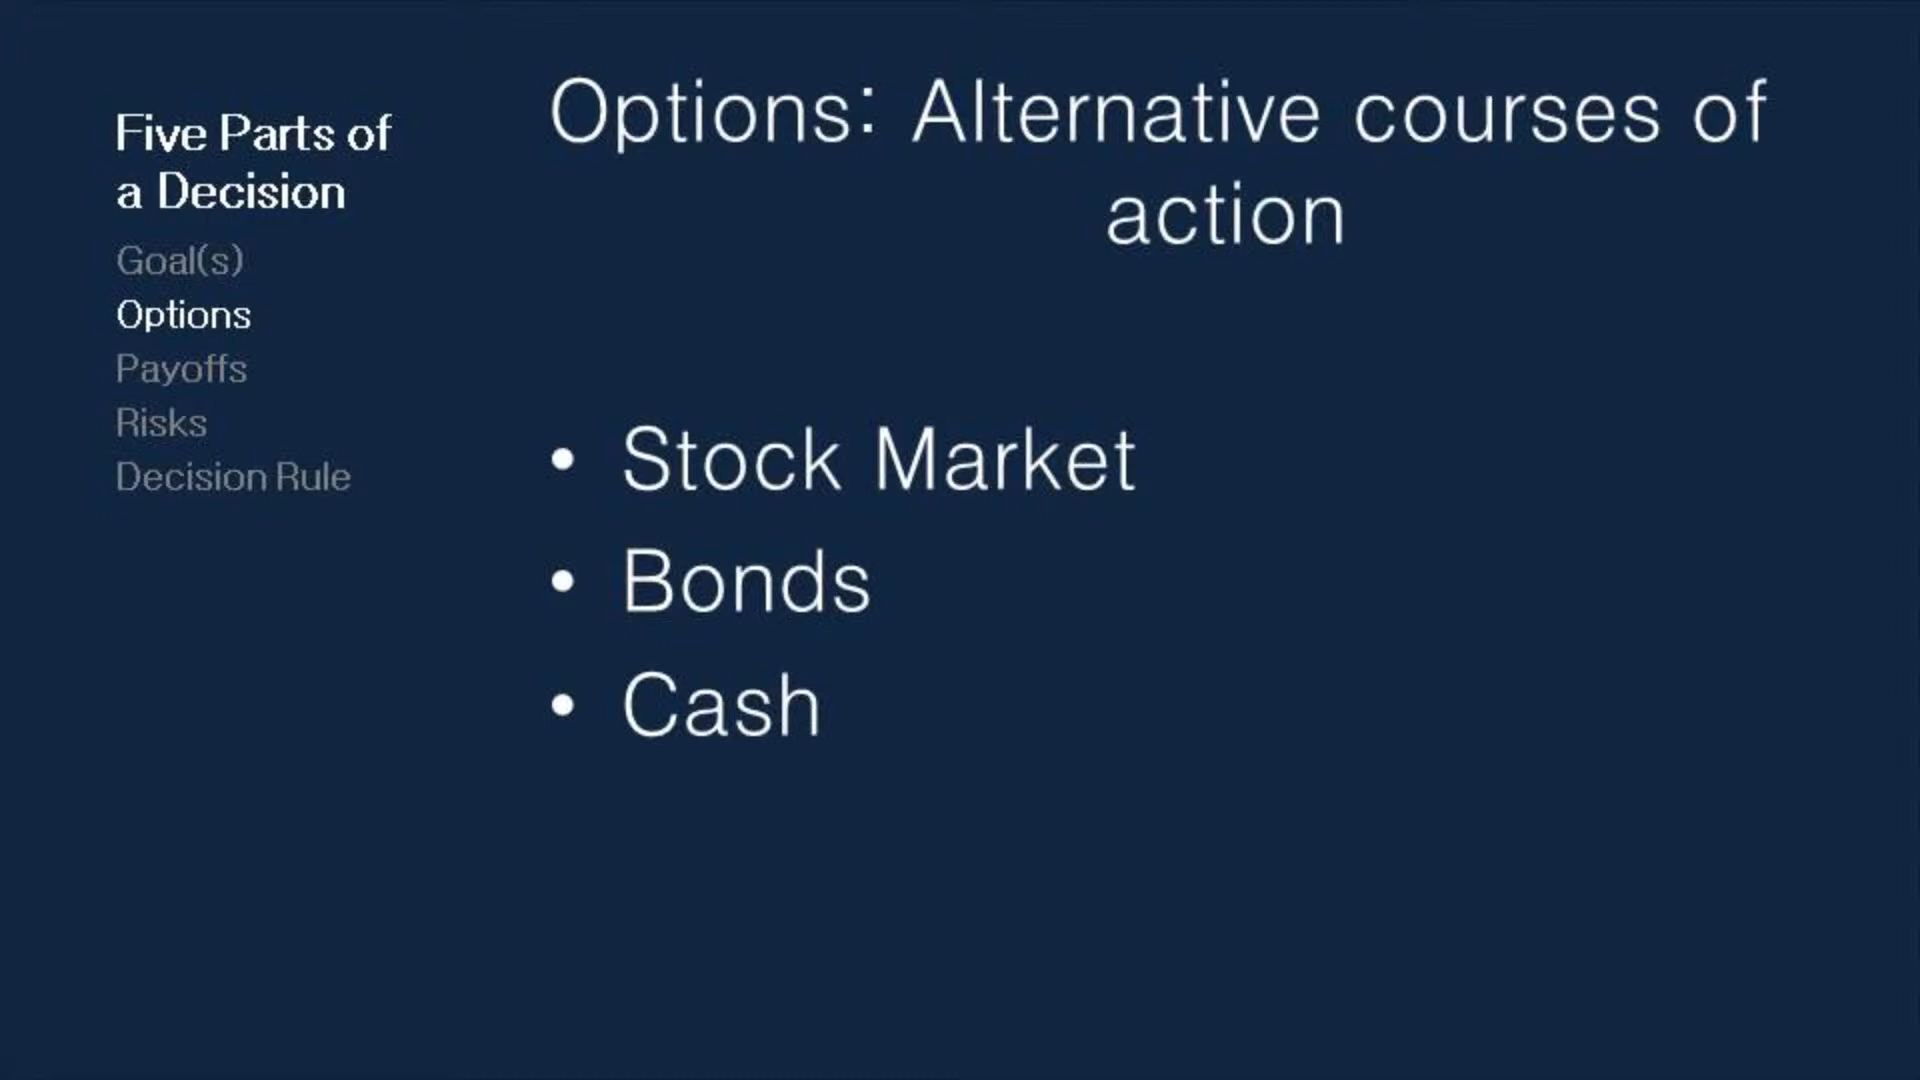 Five Parts of
a Decision
Goal(s)
Options
Payoffs
Risks
Decision Rule
Options: Alternative courses of
action
• Stock Market
• Bonds
• Cash